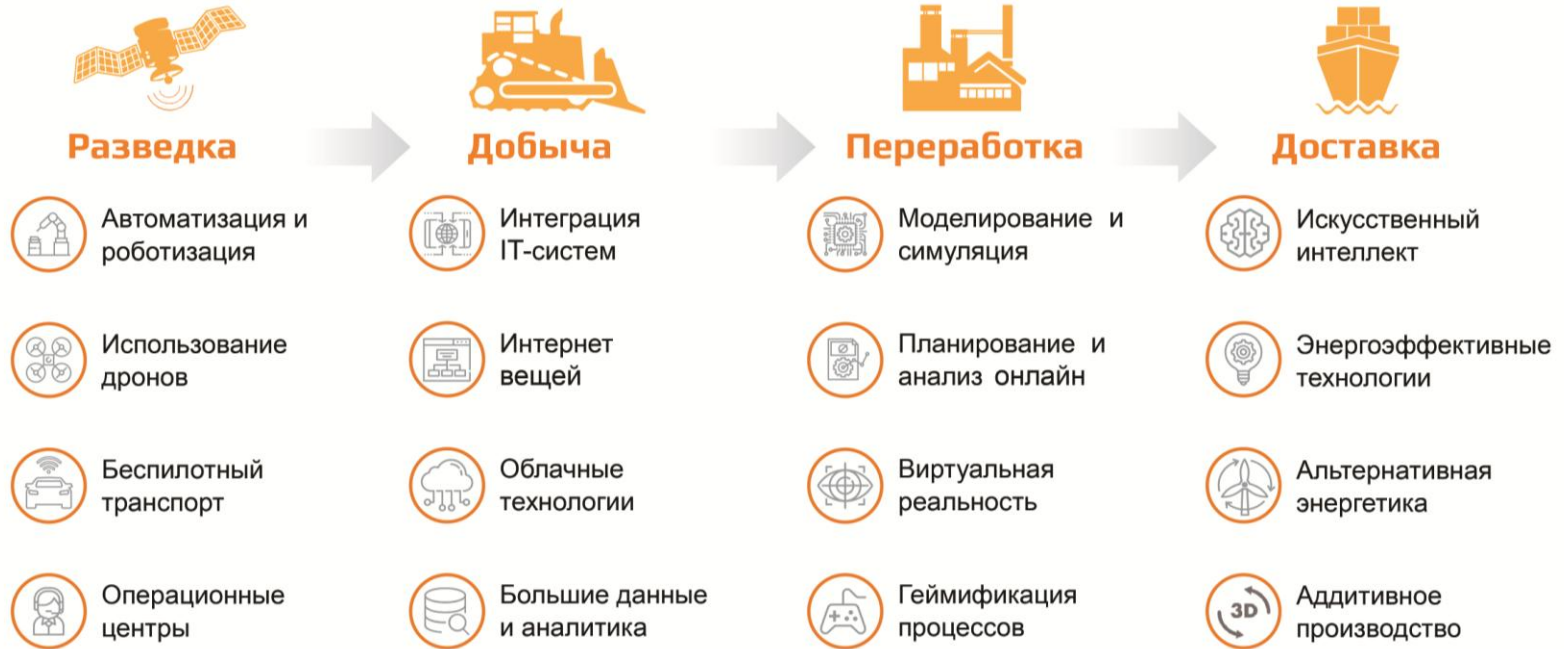 Разведка
Добыча
Переработка
Доставка
Автоматизация и
роботизация
Интеграция
IT-систем
Моделирование и
симуляция
Искусственный
интеллект
Использование
дронов
Интернет
вещей
Планирование и
анализ онлайн
Энергоэффективные
технологии
Беспилотный
транспорт
Облачные
технологии
Виртуальная
реальность
Альтернативная
энергетика
Операционные
центры
Большие данные
и аналитика
Геймификация
процессов
3D
Аддитивное
производство